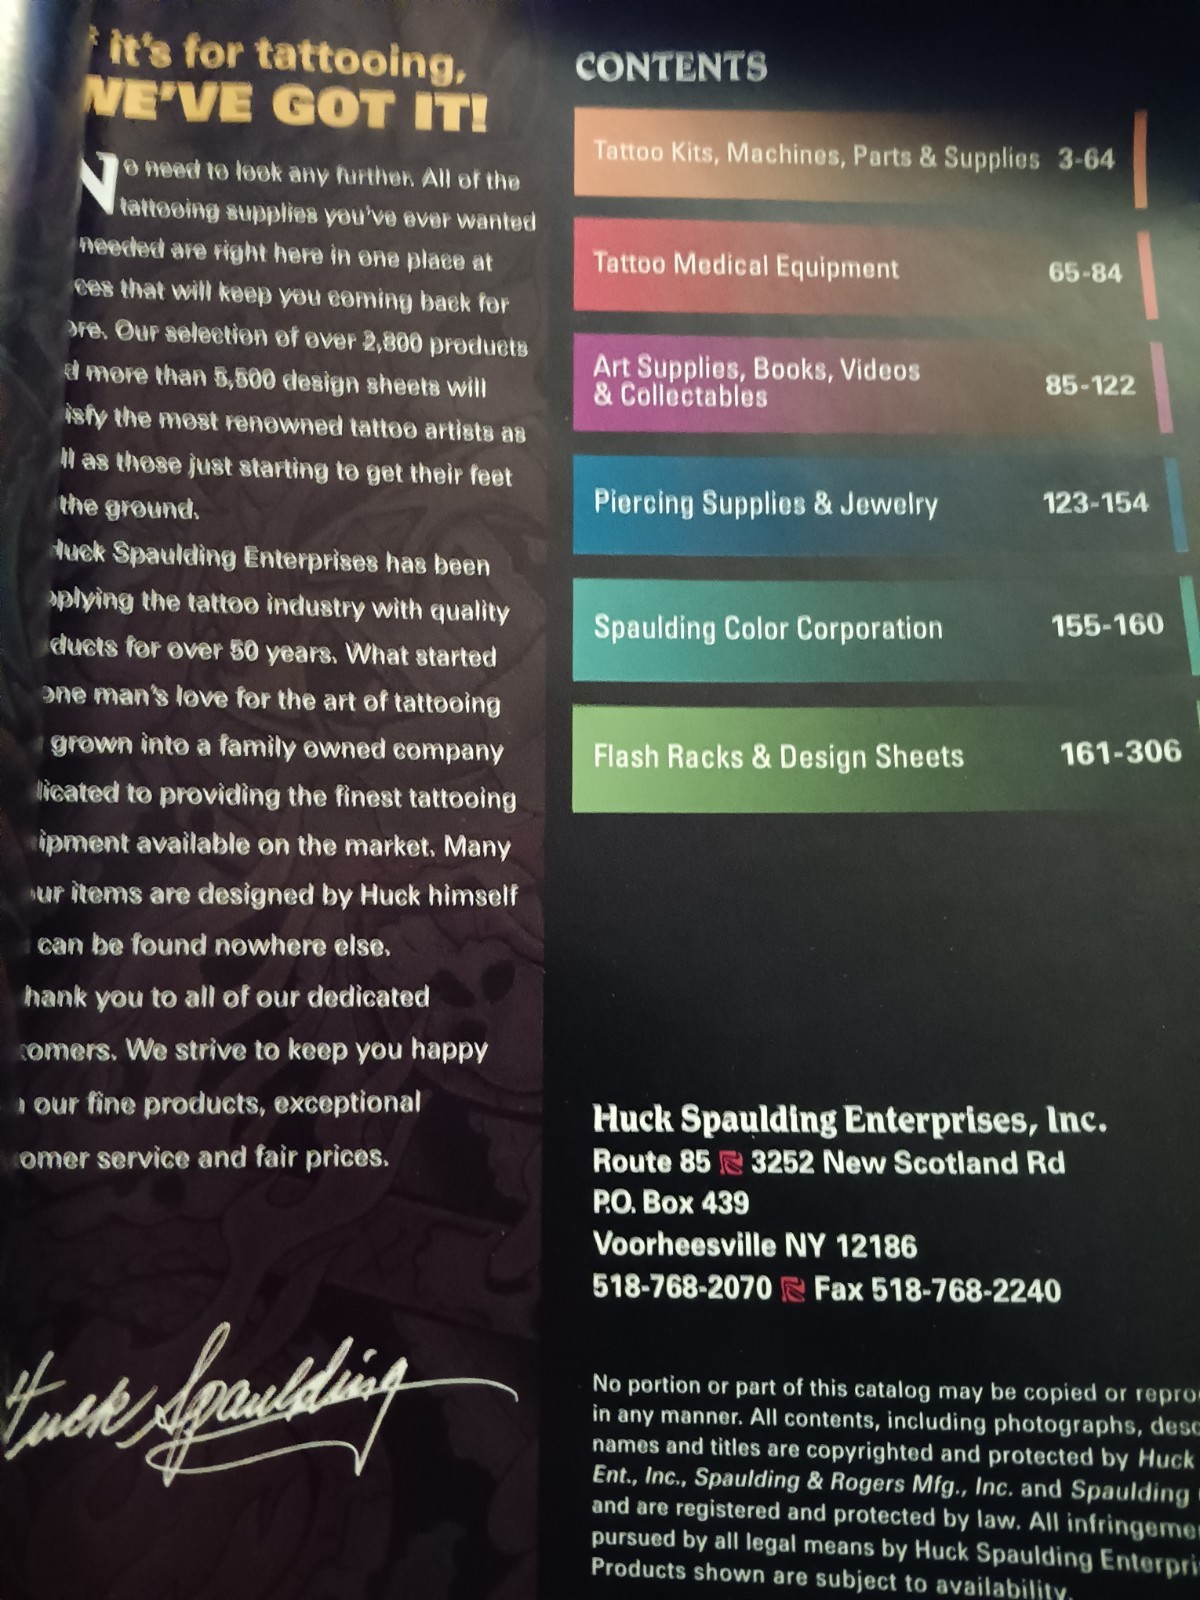 it's for tattooing,
WE'VE GOT IT!
No need to look any further. All of the
tattooing supplies you've ever wanted
needed are right here in one place at
ces that will keep you coming back for
ore. Our selection of over 2,800 products
d more than 5,500 design sheets will
isfy the most renowned tattoo artists as
ll as those just starting to get their feet
the ground.
Huck Spaulding Enterprises has been
pplying the tattoo industry with quality
ducts for over 50 years. What started
one man's love for the art of tattooing
grown into a family owned company
dicated to providing the finest tattooing
ipment available on the market. Many
our items are designed by Huck himself
can be found nowhere else.
hank you to all of our dedicated
tomers. We strive to keep you happy
our fine products, exceptional
tomer service and fair prices.
Huck Spaulding
CONTENTS
Tattoo Kits, Machines, Parts & Supplies 3-64
Tattoo Medical Equipment 65-84
Art Supplies, Books, Videos
& Collectables 85-122
Piercing Supplies & Jewelry 123-154
Spaulding Color Corporation 155-160
Flash Racks & Design Sheets 161-306
Huck Spaulding Enterprises, Inc.
Route 85 3252 New Scotland Rd
P.O. Box 439
Voorheesville NY 12186
518-768-2070 Fax 518-768-2240
No portion or part of this catalog may be copied or repro
in any manner. All contents, including photographs, desc
names and titles are copyrighted and protected by Huck
Ent., Inc., Spaulding & Rogers Mfg., Inc. and Spaulding
and are registered and protected by law. All infringeme
pursued by all legal means by Huck Spaulding Enterpri
Products shown are subject to availability.